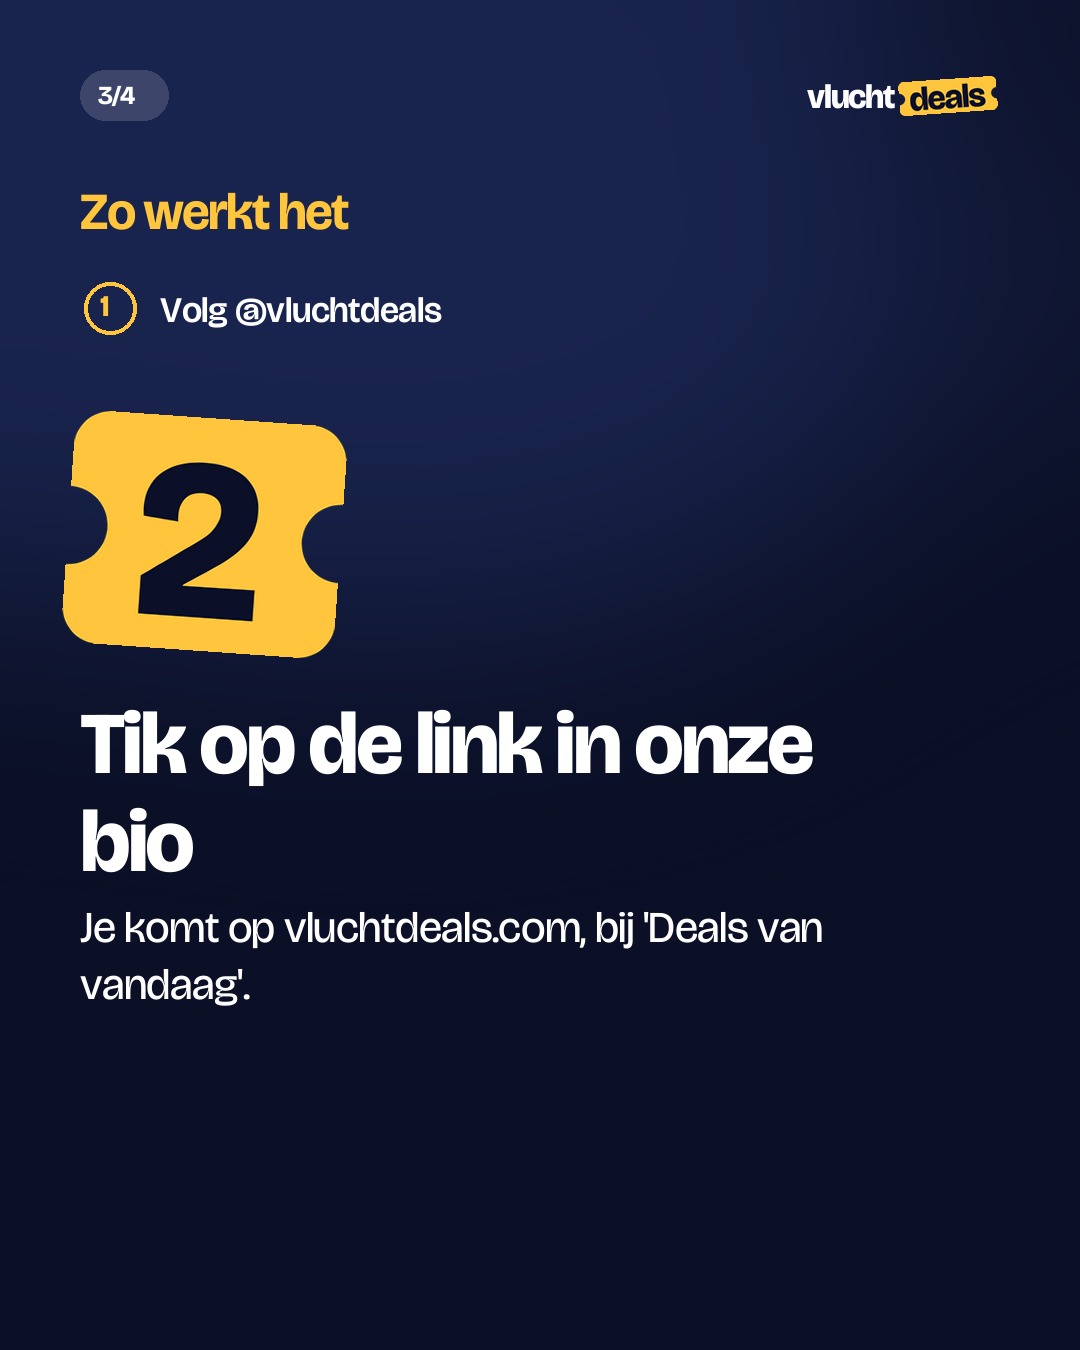 3/4
vlucht deals
Zo werkt het
1 Volg @vluchtdeals
2
Tik op de link in onze
bio
Je komt op vluchtdeals.com, bij 'Deals van
vandaag'.